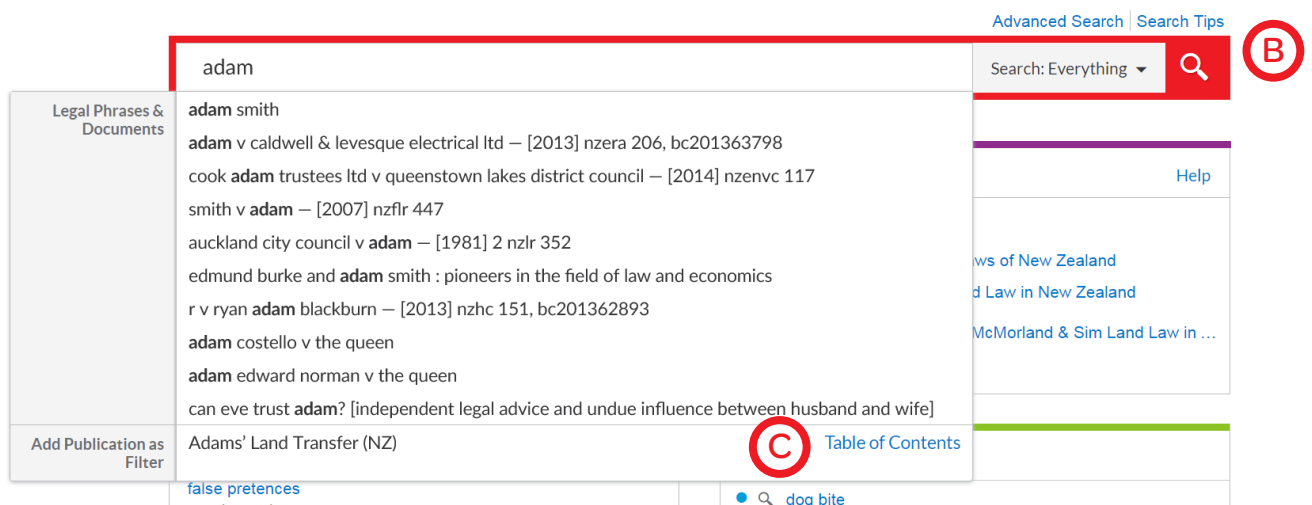 Advanced Search Search Tips
B
adam
Search: Everything
Legal Phrases &
Documents
adam smith
adam v caldwell & levesque electrical ltd – [2013] nzera 206, bc201363798
cook adam trustees ltd v queenstown lakes district council – [2014] nzenvc 117
smith v adam – [2007] nzflr 447
auckland city council v adam – [1981] 2 nzlr 352
edmund burke and adam smith : pioneers in the field of law and economics
r v ryan adam blackburn – [2013] nzhc 151, bc201362893
adam costello v the queen
adam edward norman v the queen
can eve trust adam? [independent legal advice and undue influence between husband and wife]
Add Publication as
Filter
Adams’ Land Transfer (NZ)
C
Table of Contents
Help
ws of New Zealand
d Law in New Zealand
McMorland & Sim Land Law in ...
false pretences
dog bite